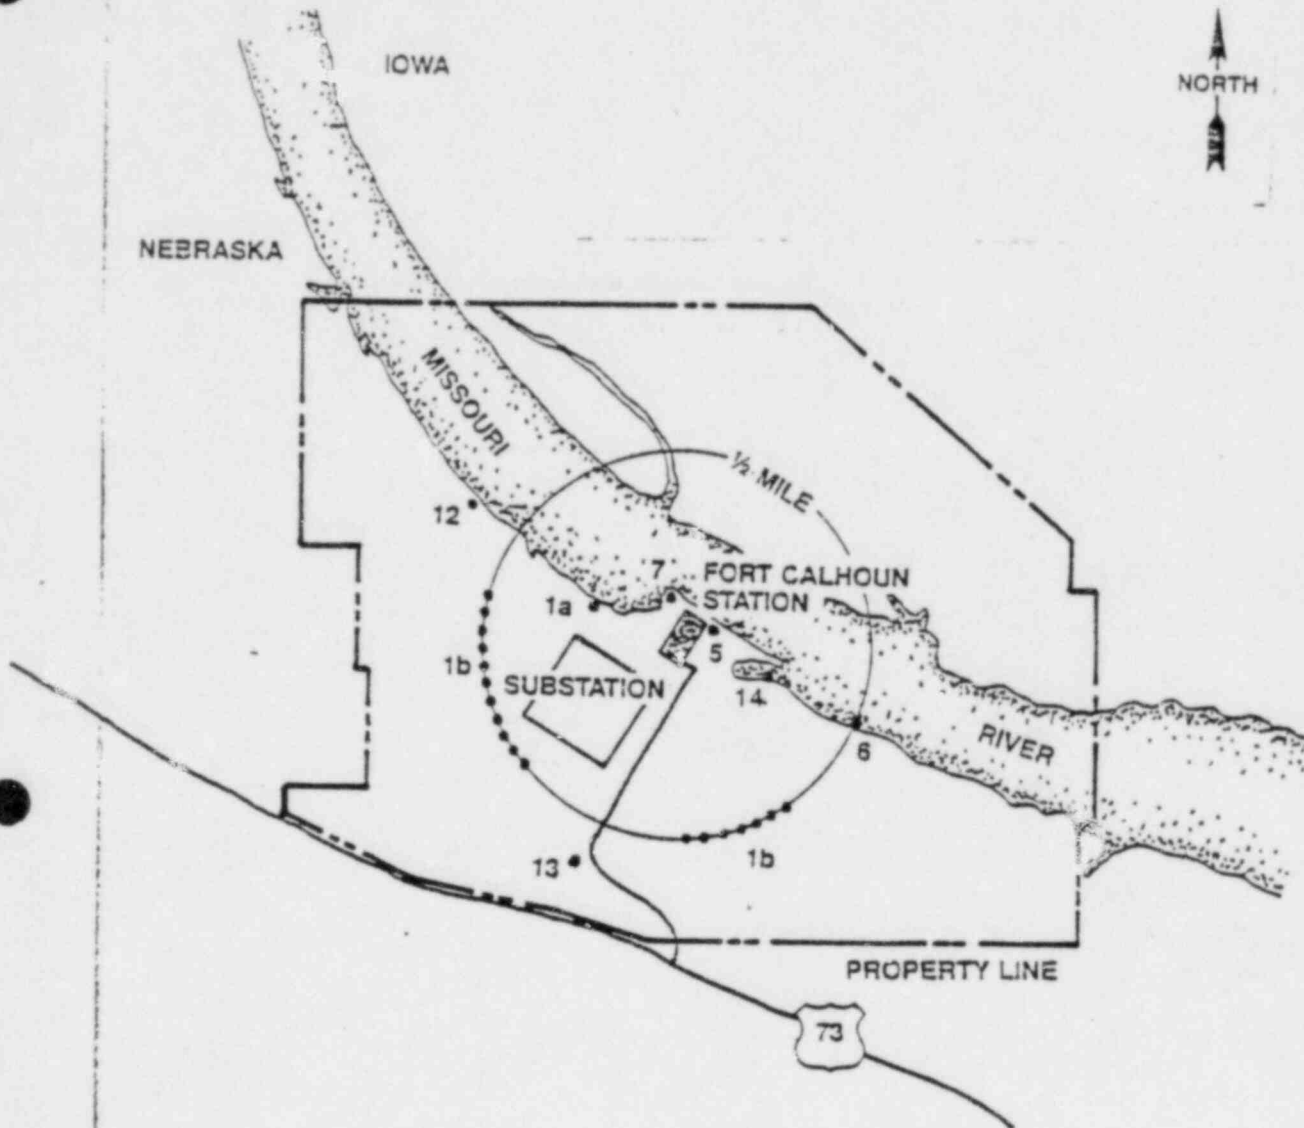 IOWA
NORTH
NEBRASKA
MISSOURI
½ MILE
12
7
FORT CALHOUN
STATION
1a
5
1b
SUBSTATION
14
6
RIVER
13
1b
PROPERTY LINE
73